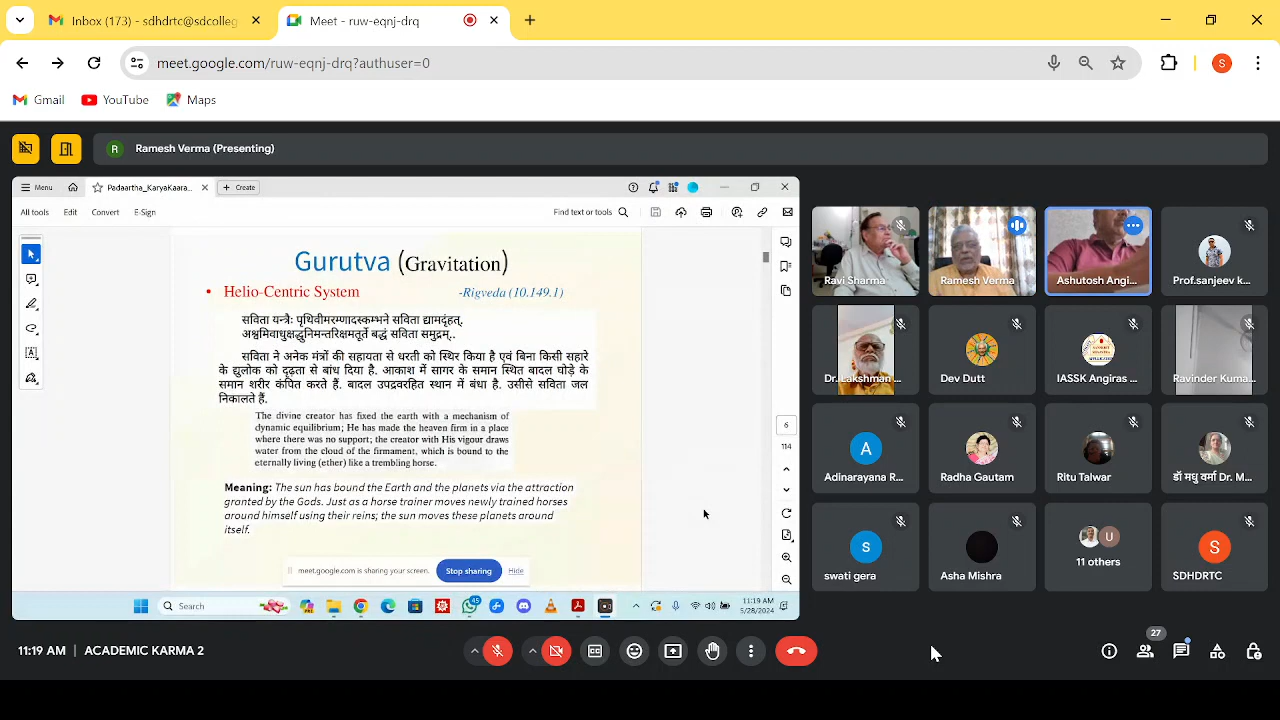 Inbox (173) - sdhdrtc@sdcolleg
Meet - ruw-eqnj-drq
meet.google.com/ruw-eqnj-drq?authuser=0
Gmail
YouTube
Maps
R
Ramesh Verma (Presenting)
Menu
Padaartha_KaryaKaara...
Create
All tools
Edit
Convert
E-Sign
Find text or tools
Gurutva (Gravitation)
• Helio-Centric System -Rigveda (10.149.1)
सविता यन्त्रैः पृथिवीमरम्णादस्कम्भने सविता द्यामदृंहत्.
अश्वमिवाधुक्षद्धुनिमन्तरिक्षमतूर्ते बद्धं सविता समुद्रम्..
सविता ने अनेक मंत्रों की सहायता से धरती को स्थिर किया है एवं बिना किसी सहारे
के द्युलोक को दृढ़ता से बांध दिया है. आकाश में सागर के समान स्थित बादल घोड़े के
समान शरीर कंपित करते हैं. बादल उपद्रवरहित स्थान में बंधा है. उसीसे सविता जल
निकालते हैं.
The divine creator has fixed the earth with a mechanism of
dynamic equilibrium; He has made the heaven firm in a place
where there was no support; the creator with His vigour draws
water from the cloud of the firmament, which is bound to the
eternally living (ether) like a trembling horse.
Meaning: The sun has bound the Earth and the planets via the attraction
granted by the Gods. Just as a horse trainer moves newly trained horses
around himself using their reins; the sun moves these planets around
itself.
6
114
meet.google.com is sharing your screen.
Stop sharing
Hide
Search
45
11:19 AM
5/28/2024
Ravi Sharma
Ramesh Verma
Ashutosh Angi...
Prof.sanjeev k...
Dr.Lakshman ...
Dev Dutt
IASSK Angiras ...
Ravinder Kuma...
A
Adinarayana R...
Radha Gautam
Ritu Talwar
डॉ मधु वर्मा Dr. M...
s
swati gera
Asha Mishra
U
11 others
S
SDHDRTC
11:19 AM
ACADEMIC KARMA 2
27